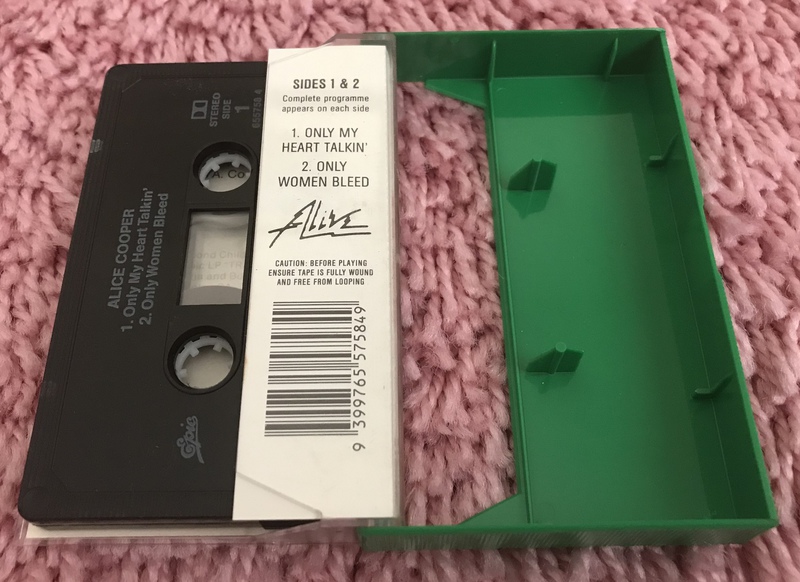 STEREO
SIDE
1
655758 4
ALICE COOPER
1. Only My Heart Talkin'
2. Only Women Bleed
Epic
SIDES 1 & 2
Complete programme
appears on each side
1. ONLY MY
HEART TALKIN'
2. ONLY
WOMEN BLEED
Alive
CAUTION: BEFORE PLAYING
ENSURE TAPE IS FULLY WOUND
AND FREE FROM LOOPING
9 399765 575849